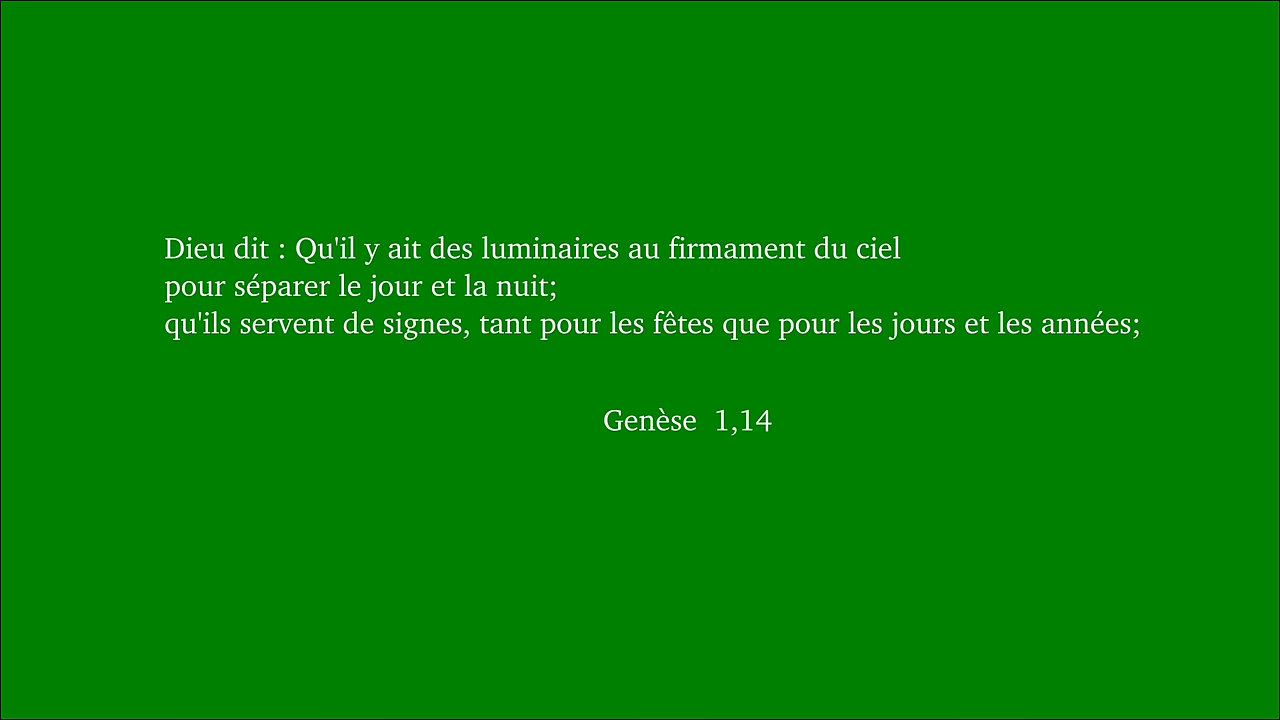 Dieu dit : Qu'il y ait des luminaires au firmament du ciel
pour séparer le jour et la nuit;
qu'ils servent de signes, tant pour les fêtes que pour les jours et les années;
Genèse  1,14